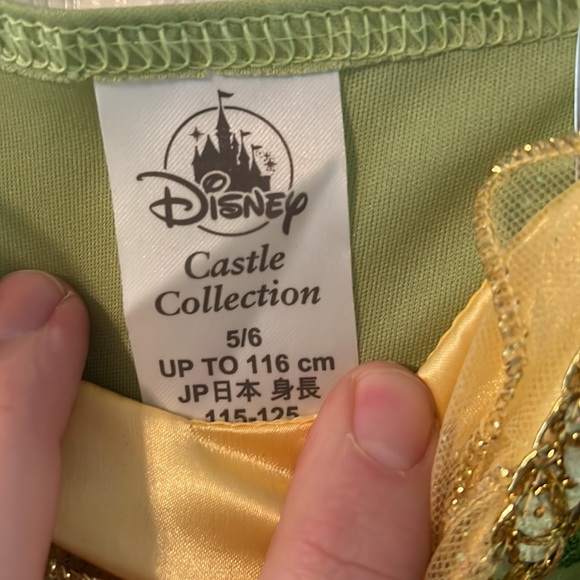 Disney
Castle
Collection
5/6
UP TO 116 cm
JP日本 身長
115-125